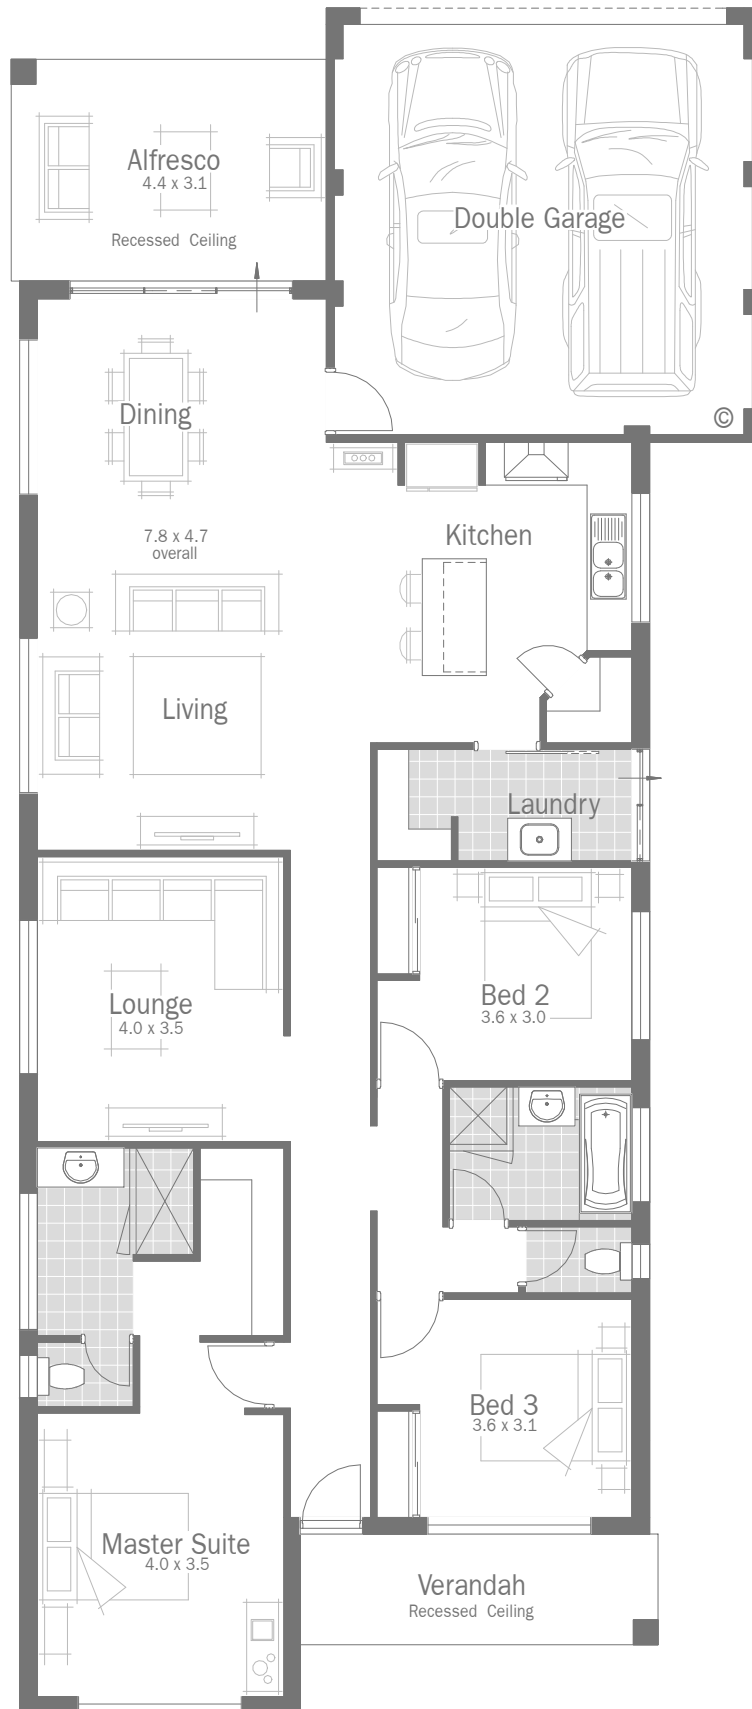 Alfresco
4.4 x 3.1
Recessed Ceiling
Double Garage
©
Dining
7.8 x 4.7
overall
Kitchen
Living
Laundry
Lounge
4.0 x 3.5
Bed 2
3.6 x 3.0
Bed 3
3.6 x 3.1
Master Suite
4.0 x 3.5
Verandah
Recessed Ceiling